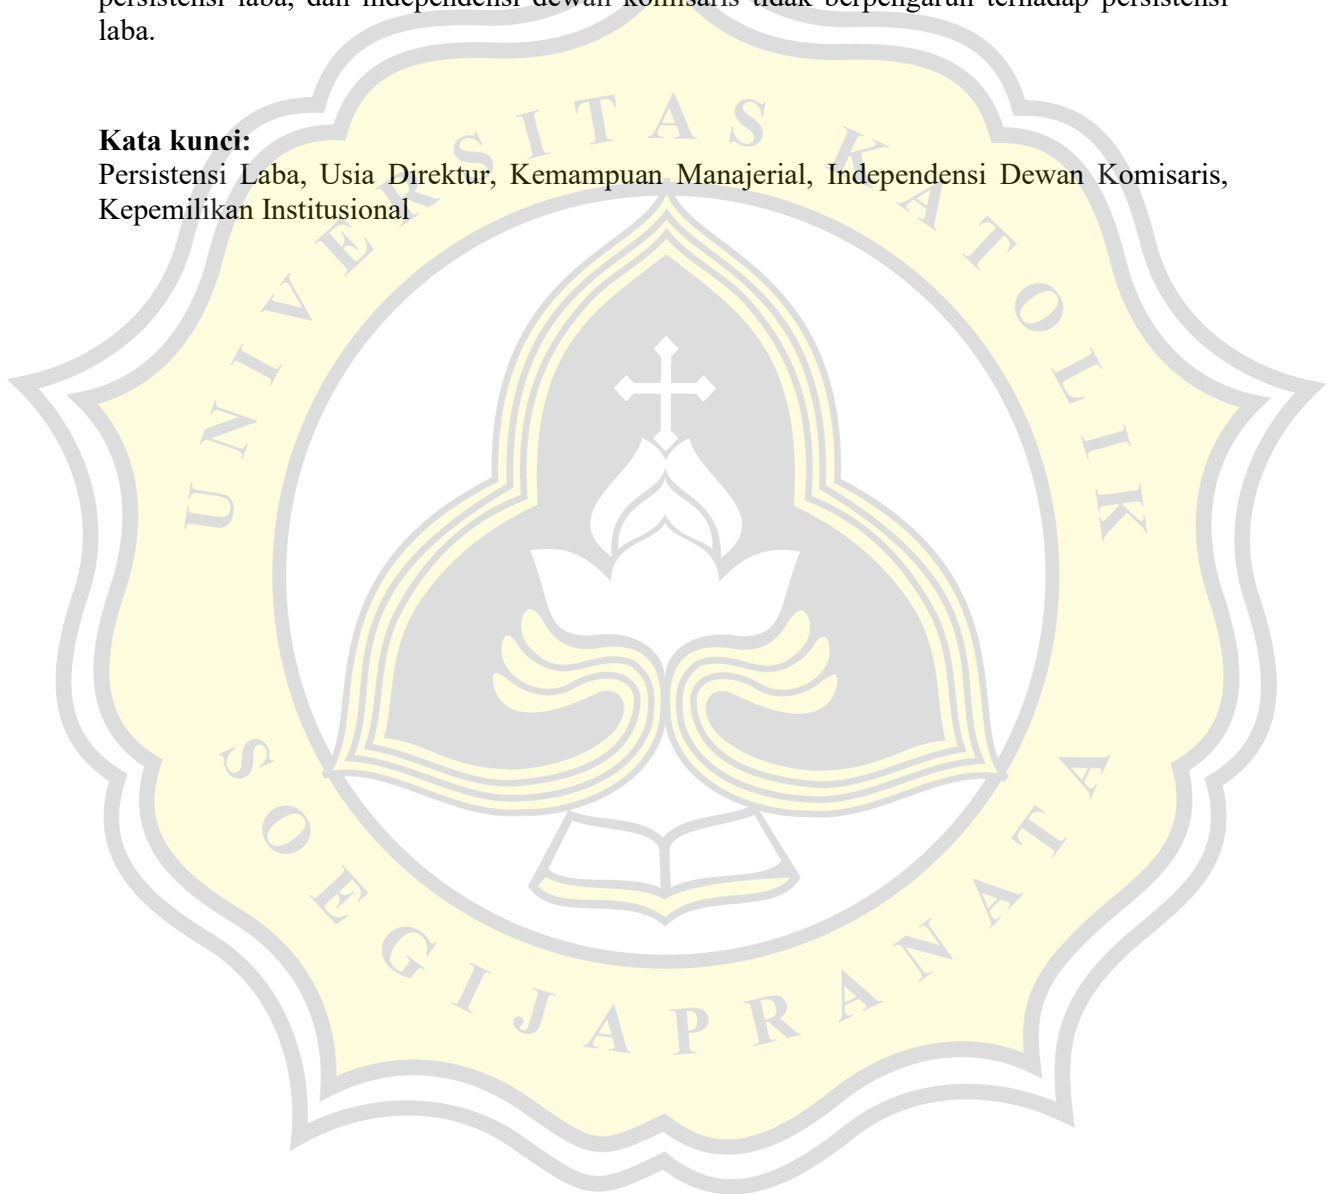 persistensi laba, dan independensi dewan komisaris tidak berpengaruh terhadap persistensi
laba.
Kata kunci:
Persistensi Laba, Usia Direktur, Kemampuan Manajerial, Independensi Dewan Komisaris,
Kepemilikan Institusional
UNIVERSITAS KATOLIK
SOEGIJAPRANATA